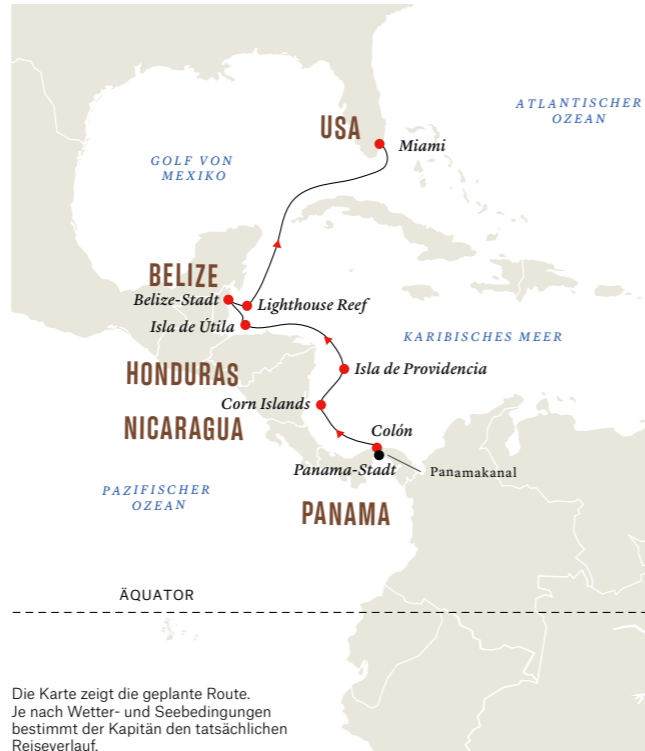 ATLANTISCHER
OZEAN
USA
Miami
GOLF VON
MEXIKO
BELIZE
Belize-Stadt
Lighthouse Reef
Isla de Útila
KARIBISCHES MEER
HONDURAS
Isla de Providencia
Corn Islands
NICARAGUA
Colón
Panama-Stadt
Panamakanal
PAZIFISCHER
OZEAN
PANAMA
ÄQUATOR
Die Karte zeigt die geplante Route.
Je nach Wetter- und Seebedingungen
bestimmt der Kapitän den tatsächlichen
Reiseverlauf.